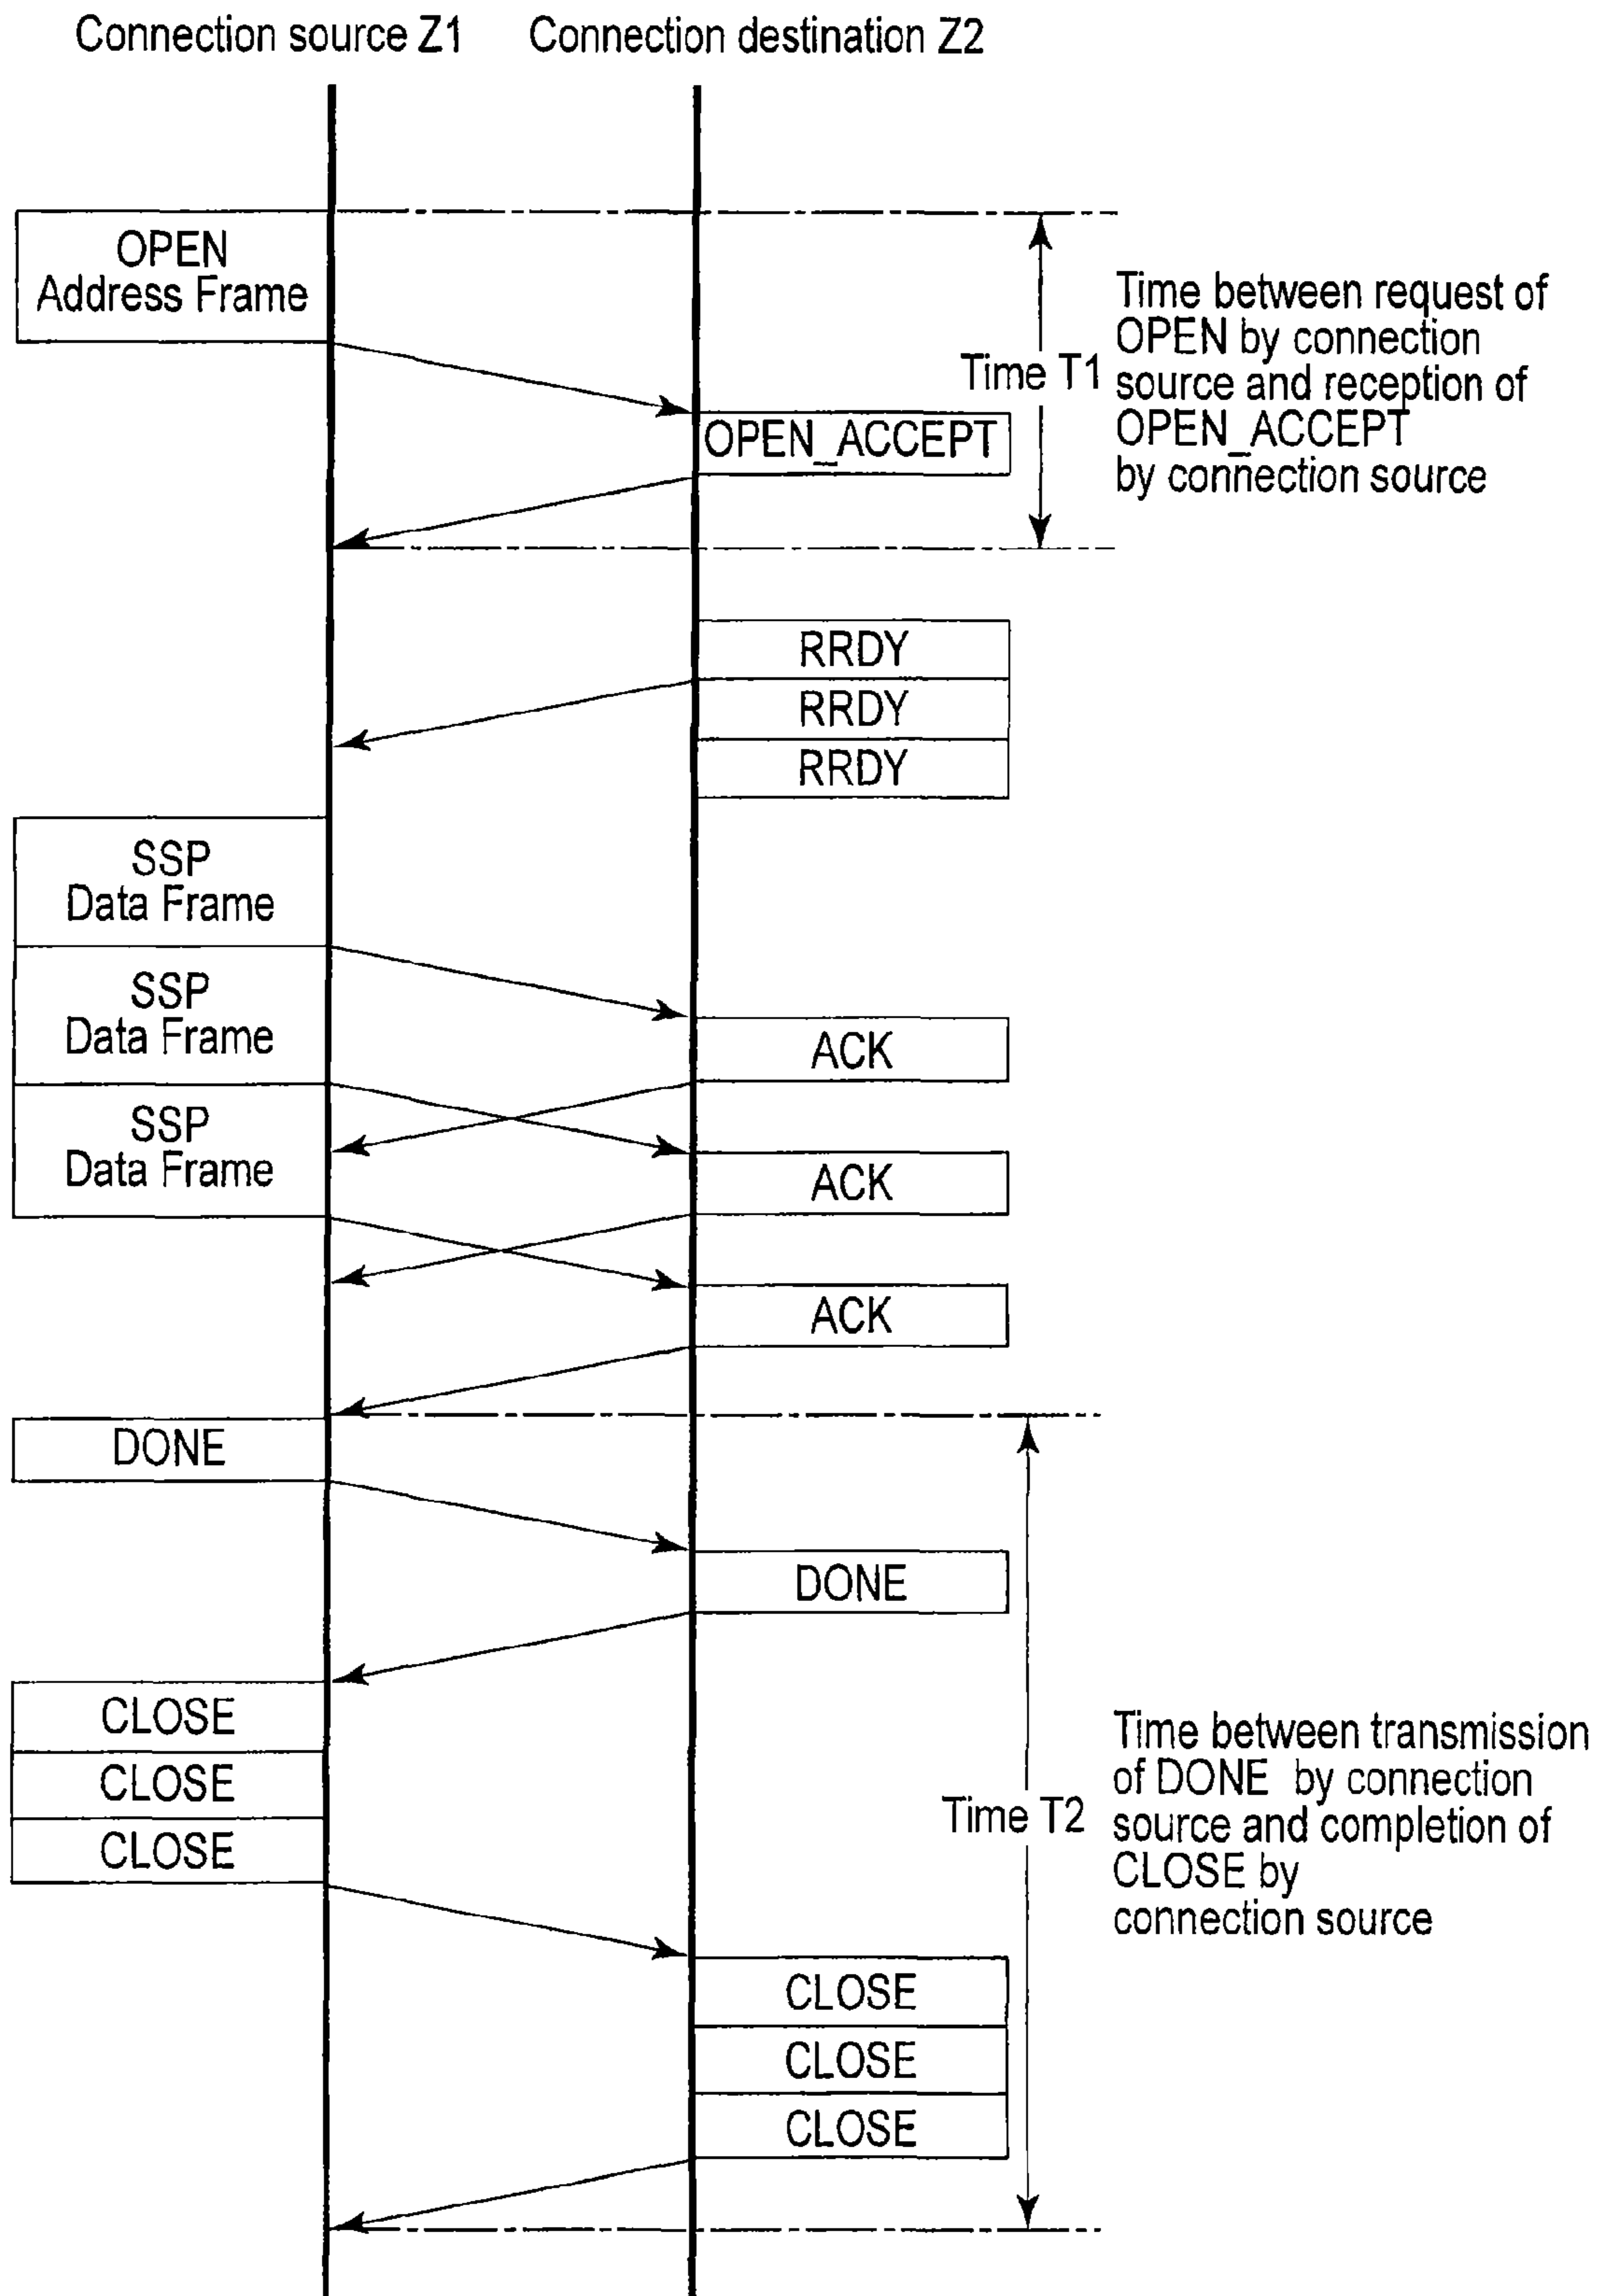 Connection source Z1
Connection destination Z2
OPEN
Address Frame
Time T1
Time between request of
OPEN by connection
source and reception of
OPEN_ACCEPT
by connection source
OPEN_ACCEPT
RRDY
RRDY
RRDY
SSP
Data Frame
SSP
Data Frame
ACK
SSP
Data Frame
ACK
ACK
DONE
DONE
CLOSE
CLOSE
CLOSE
Time T2
Time between transmission
of DONE by connection
source and completion of
CLOSE by
connection source
CLOSE
CLOSE
CLOSE